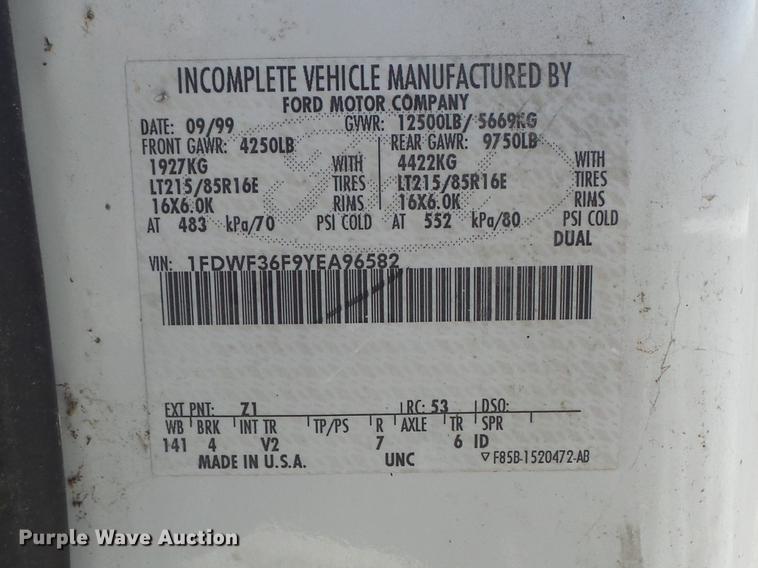 INCOMPLETE VEHICLE MANUFACTURED BY
FORD MOTOR COMPANY
DATE: 09/99 GVWR: 12500LB/ 5669KG
FRONT GAWR: 4250LB REAR GAWR: 9750LB
1927KG WITH 4422KG WITH
LT215/85R16E TIRES LT215/85R16E TIRES
16X6.0K RIMS 16X6.0K RIMS
AT 483 kPa/70 PSI COLD AT 552 kPa/80 PSI COLD
DUAL
VIN: 1FDWF36F9YEA96582
EXT PNT: Z1 RC: 53 DSO:
WB BRK INT TR TP/PS R AXLE TR SPR
141 4 V2 7 6 ID
MADE IN U.S.A. UNC F85B-1520472-AB
Purple Wave Auction